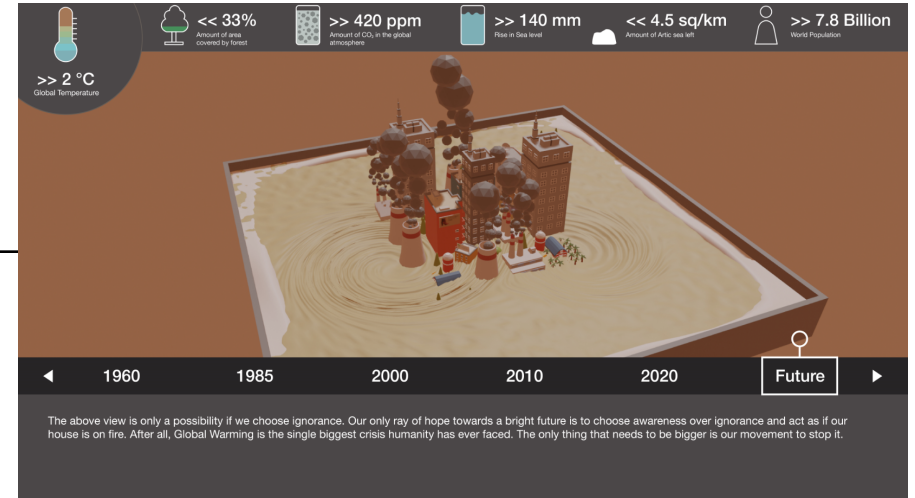 << 33%
Amount of area
covered by forest
>> 420 ppm
Amount of CO₂ in the global
atmosphere
>> 140 mm
Rise in Sea level
<< 4.5 sq/km
Amount of Artic sea left
>> 7.8 Billion
World Population
>> 2 °C
Global Temperature
1960
1985
2000
2010
2020
Future
The above view is only a possibility if we choose ignorance. Our only ray of hope towards a bright future is to choose awareness over ignorance and act as if our
house is on fire. After all, Global Warming is the single biggest crisis humanity has ever faced. The only thing that needs to be bigger is our movement to stop it.